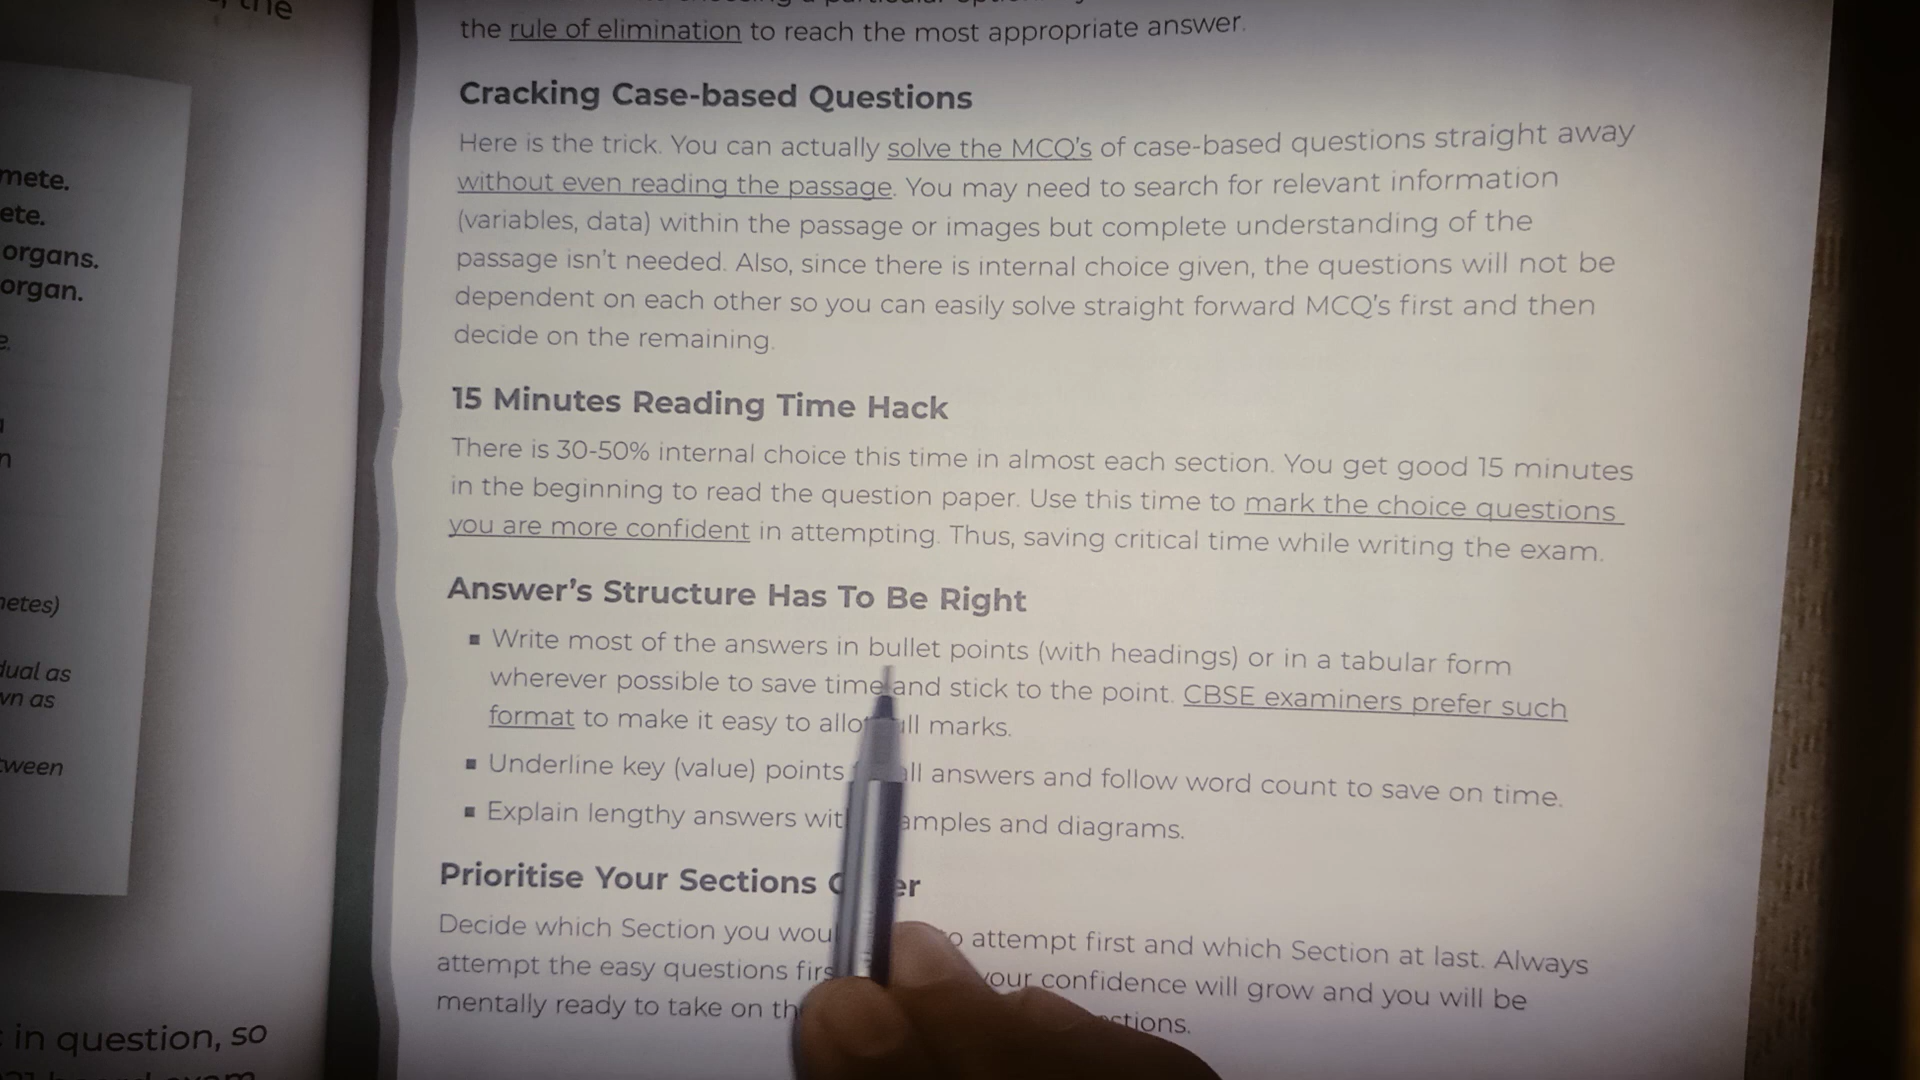 the
mete.
ete.
organs.
organ.
e.
n
netes)
dual as
wn as
tween
in question, so
the rule of elimination to reach the most appropriate answer.
Cracking Case-based Questions
Here is the trick. You can actually solve the MCQ's of case-based questions straight away
without even reading the passage. You may need to search for relevant information
(variables, data) within the passage or images but complete understanding of the
passage isn't needed. Also, since there is internal choice given, the questions will not be
dependent on each other so you can easily solve straight forward MCQ's first and then
decide on the remaining.
15 Minutes Reading Time Hack
There is 30-50% internal choice this time in almost each section. You get good 15 minutes
in the beginning to read the question paper. Use this time to mark the choice questions
you are more confident in attempting. Thus, saving critical time while writing the exam.
Answer's Structure Has To Be Right
▪ Write most of the answers in bullet points (with headings) or in a tabular form
wherever possible to save time and stick to the point. CBSE examiners prefer such
format to make it easy to allo ll marks.
▪ Underline key (value) points ll answers and follow word count to save on time.
▪ Explain lengthy answers wit amples and diagrams.
Prioritise Your Sections er
Decide which Section you wou o attempt first and which Section at last. Always
attempt the easy questions firs your confidence will grow and you will be
mentally ready to take on th ctions.